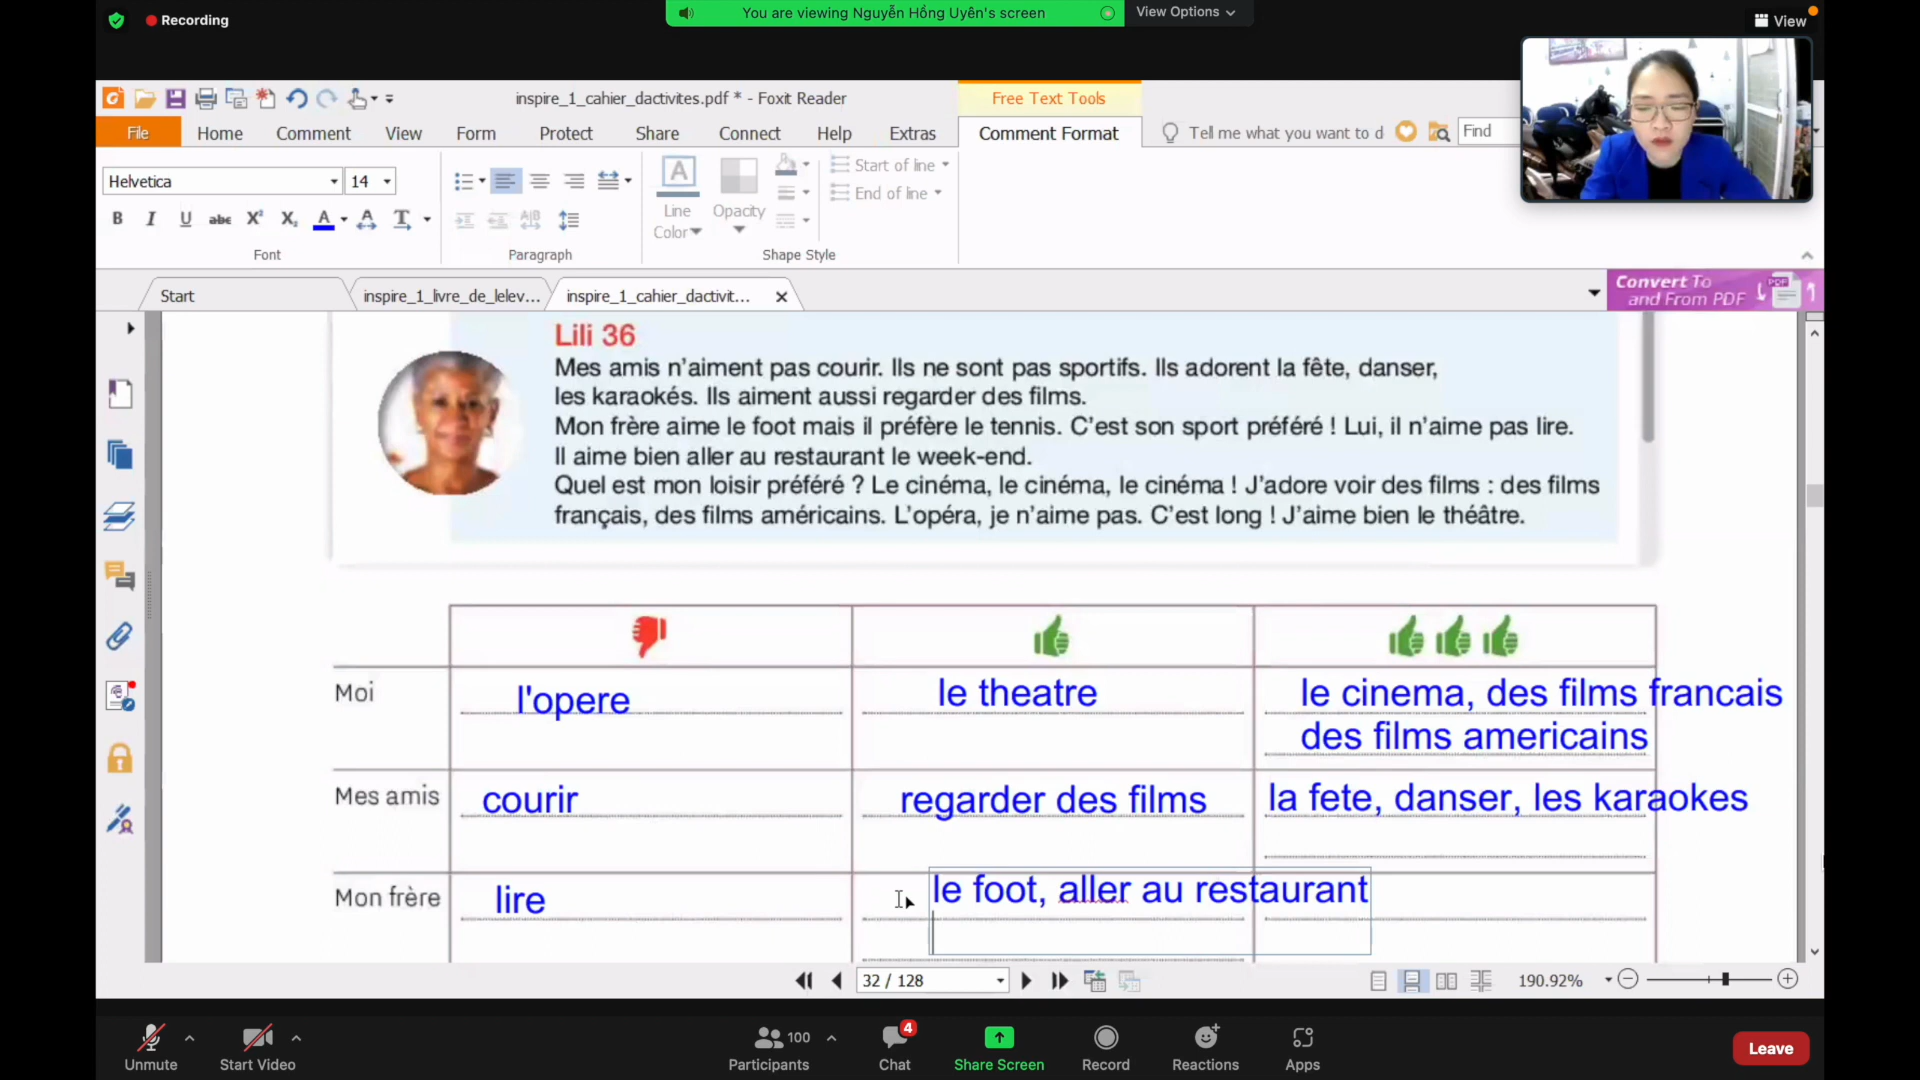 Recording
You are viewing Nguyễn Hồng Uyên's screen
View Options
View
inspire_1_cahier_dactivites.pdf * - Foxit Reader
Free Text Tools
File
Home
Comment
View
Form
Protect
Share
Connect
Help
Extras
Comment Format
Tell me what you want to d
Find
Helvetica
14
Start of line
End of line
Line
Color
Opacity
Font
Paragraph
Shape Style
Start
inspire_1_livre_de_lelev...
inspire_1_cahier_dactivit...
Convert To
and From PDF
Lili 36
Mes amis n'aiment pas courir. Ils ne sont pas sportifs. Ils adorent la fête, danser,
les karaokés. Ils aiment aussi regarder des films.
Mon frère aime le foot mais il préfère le tennis. C'est son sport préféré ! Lui, il n'aime pas lire.
Il aime bien aller au restaurant le week-end.
Quel est mon loisir préféré ? Le cinéma, le cinéma, le cinéma ! J'adore voir des films : des films
français, des films américains. L'opéra, je n'aime pas. C'est long ! J'aime bien le théâtre.
Moi
l'opere
le theatre
le cinema, des films francais
des films americains
Mes amis
courir
regarder des films
la fete, danser, les karaokes
Mon frère
lire
le foot, aller au restaurant
32 / 128
190.92%
Unmute
Start Video
Participants
100
Chat
4
Share Screen
Record
Reactions
Apps
Leave